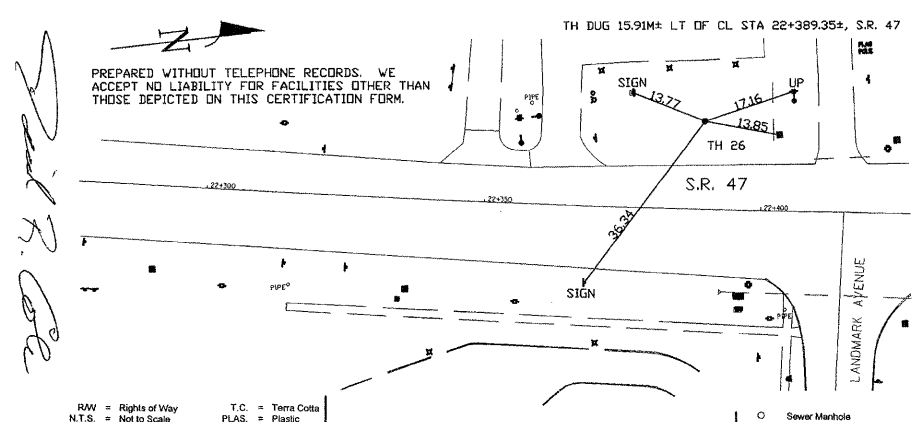 TH DUG 15.91M± LT OF CL STA 22+389.35±, S.R. 47
N
PREPARED WITHOUT TELEPHONE RECORDS. WE
ACCEPT NO LIABILITY FOR FACILITIES OTHER THAN
THOSE DEPICTED ON THIS CERTIFICATION FORM.
PIPE
SIGN
13.77
17.16
UP
13.85
TH 26
S.R. 47
22+300
22+350
22+400
36.34
SIGN
PIPE
PIPE
LANDMARK AVENUE
R/W = Rights of Way
N.T.S. = Not to Scale
T.C. = Terra Cotta
PLAS. = Plastic
Sewer Manhole